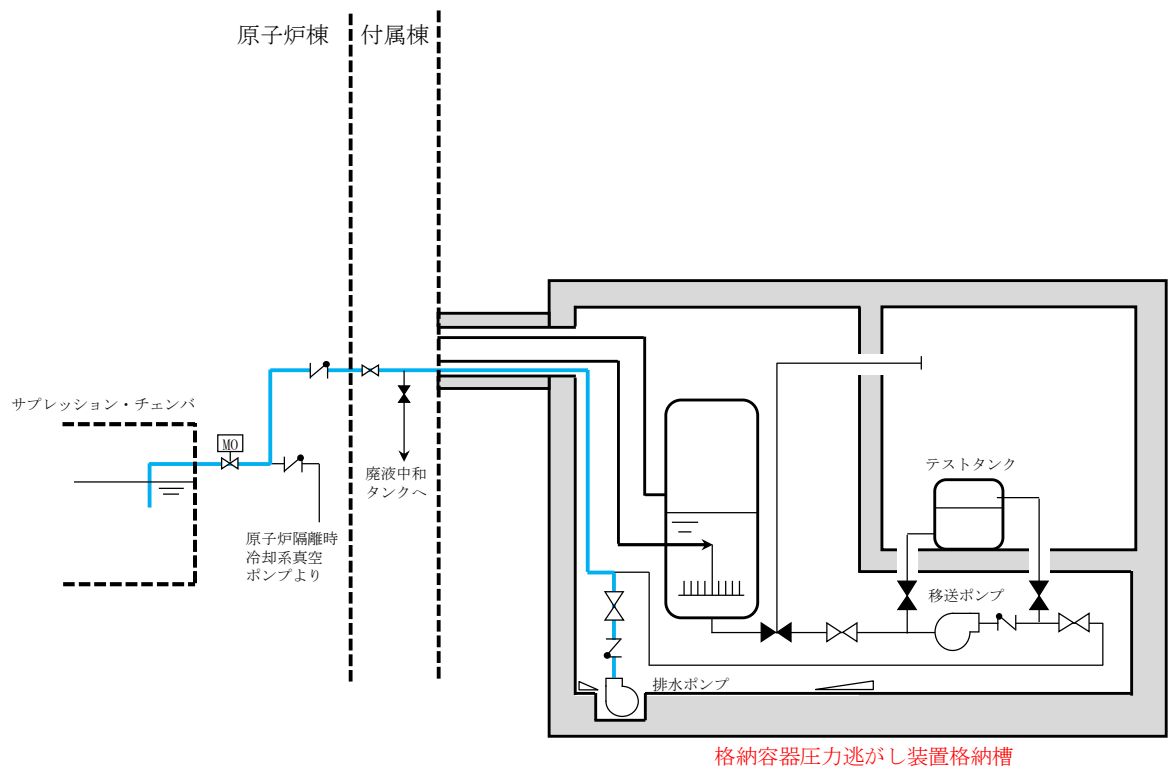 原子炉棟
付属棟
サプレッション・チェンバ
MO
廃液中和
タンクへ
原子炉隔離時
冷却系真空
ポンプより
テストタンク
移送ポンプ
排水ポンプ
格納容器圧力逃がし装置格納槽